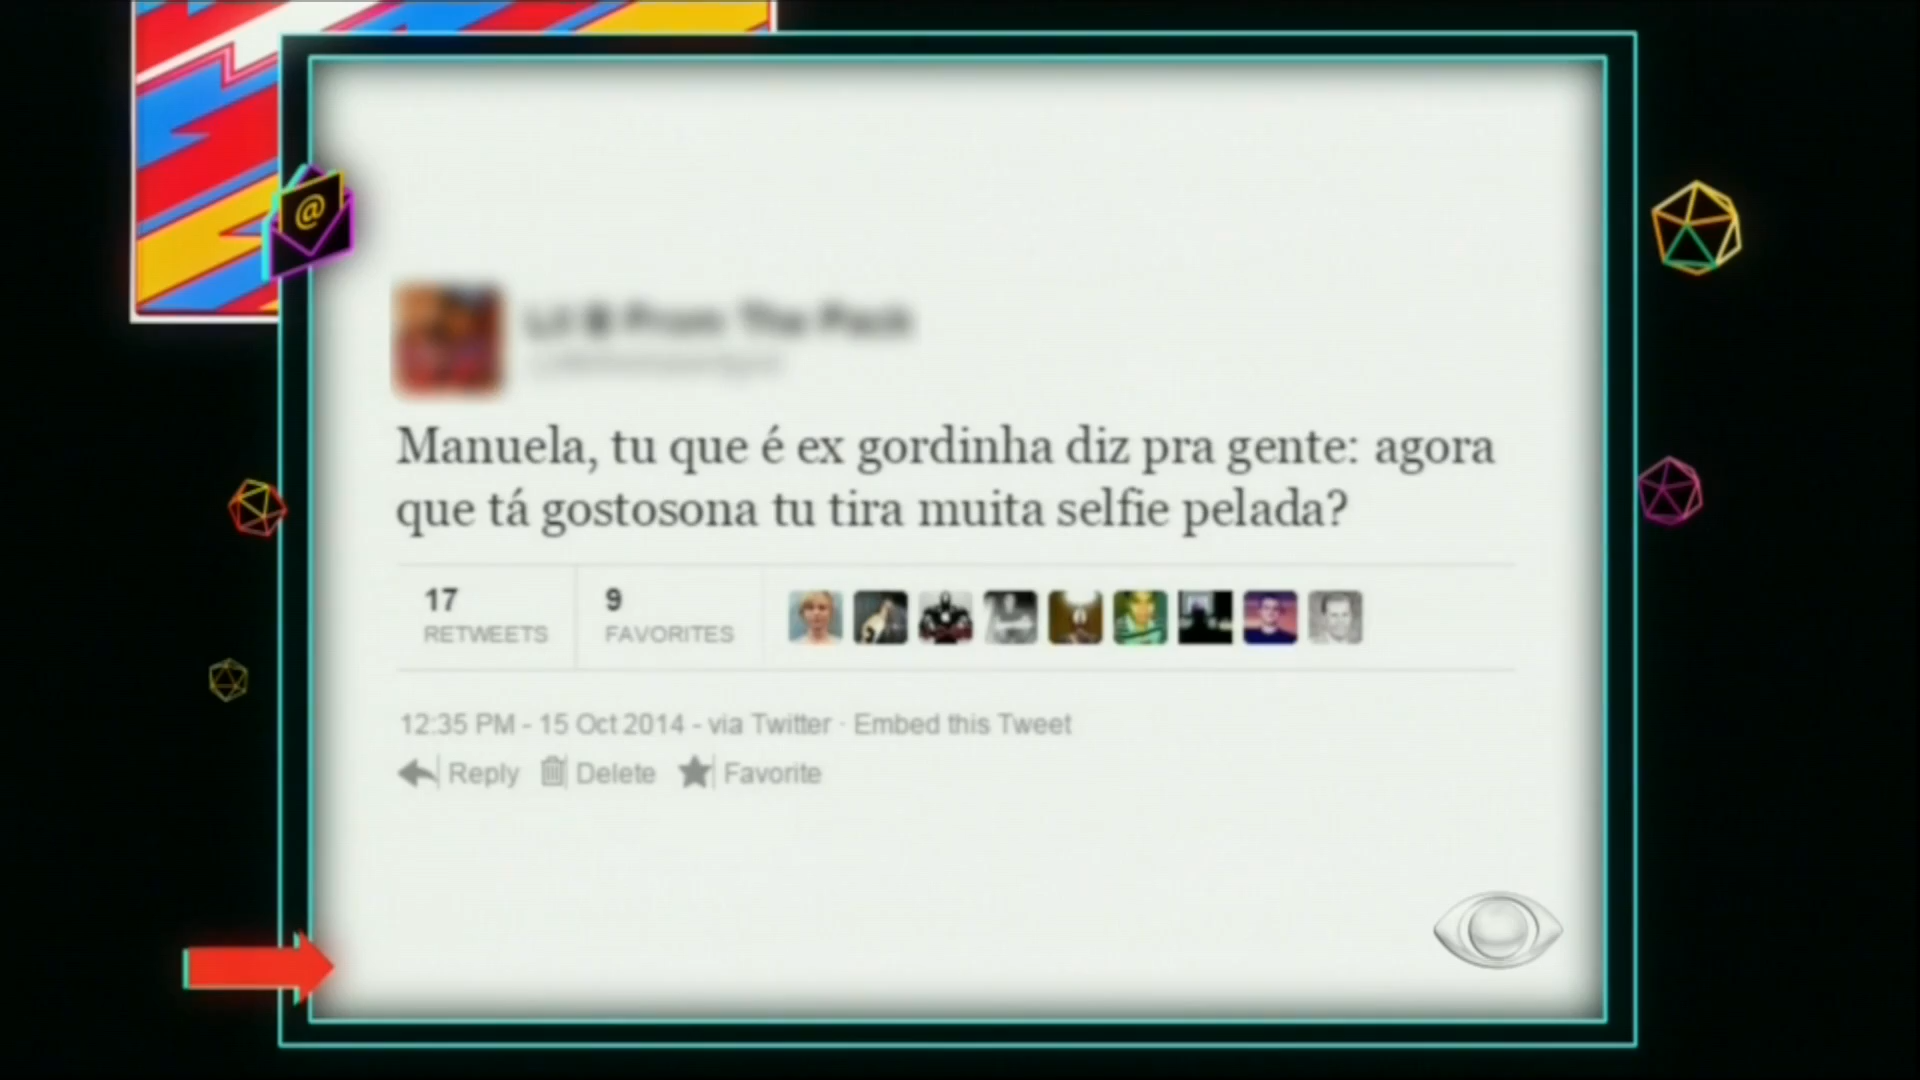 @
Manuela, tu que é ex gordinha diz pra gente: agora
que tá gostosona tu tira muita selfie pelada?
17
RETWEETS
9
FAVORITES
12:35 PM - 15 Oct 2014 - via Twitter · Embed this Tweet
Reply Delete Favorite